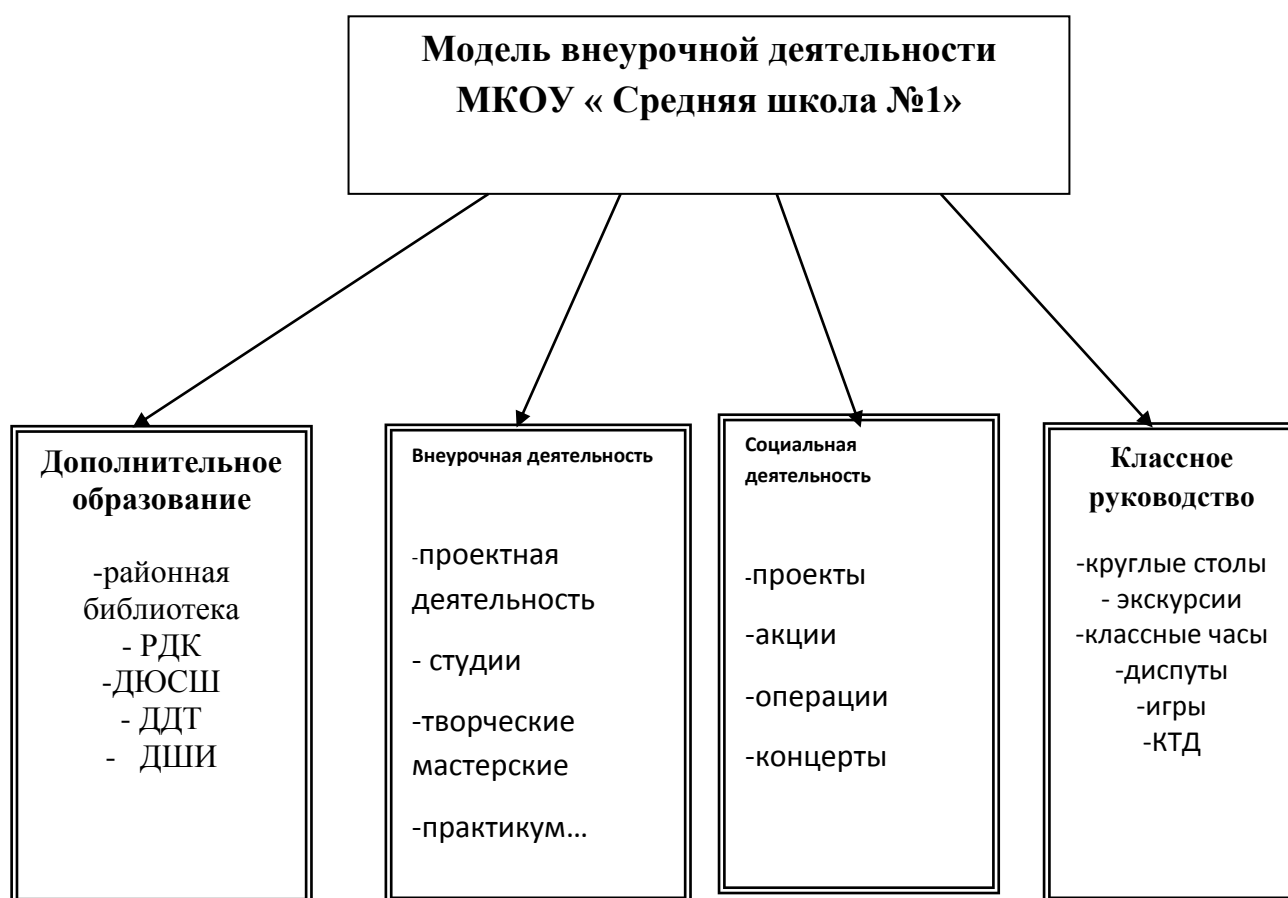 Модель внеурочной деятельности
МКОУ « Средняя школа №1»
Дополнительное
образование
-районная
библиотека
- РДК
-ДЮСШ
- ДДТ
- ДШИ
Внеурочная деятельность
-проектная
деятельность
- студии
-творческие
мастерские
-практикум...
Социальная
деятельность
-проекты
-акции
-операции
-концерты
Классное
руководство
-круглые столы
- экскурсии
-классные часы
-диспуты
-игры
-КТД